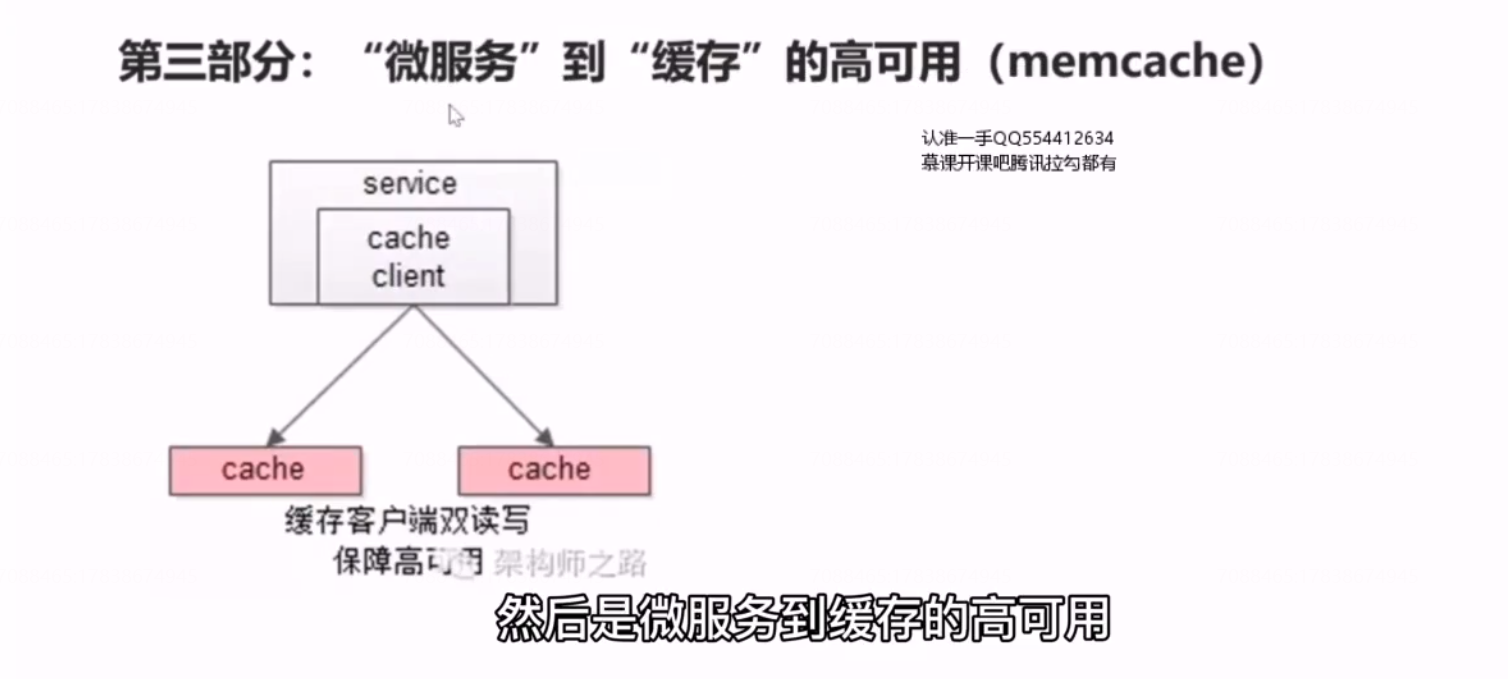 第三部分：“微服务”到“缓存”的高可用（memcache）
认准一手QQ554412634
慕课开课吧腾讯拉勾都有
service
cache
client
cache
cache
缓存客户端双读写
保障高可用
架构师之路
然后是微服务到缓存的高可用